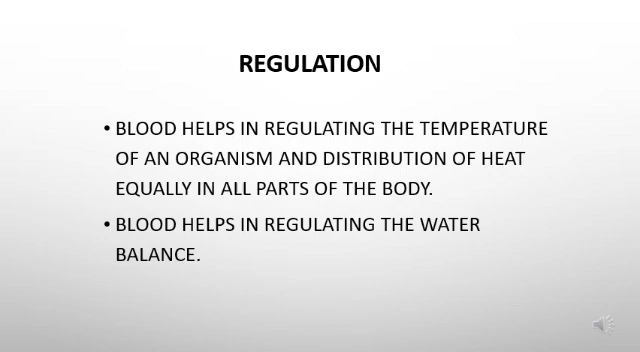 REGULATION
• BLOOD HELPS IN REGULATING THE TEMPERATURE
OF AN ORGANISM AND DISTRIBUTION OF HEAT
EQUALLY IN ALL PARTS OF THE BODY.
• BLOOD HELPS IN REGULATING THE WATER
BALANCE.